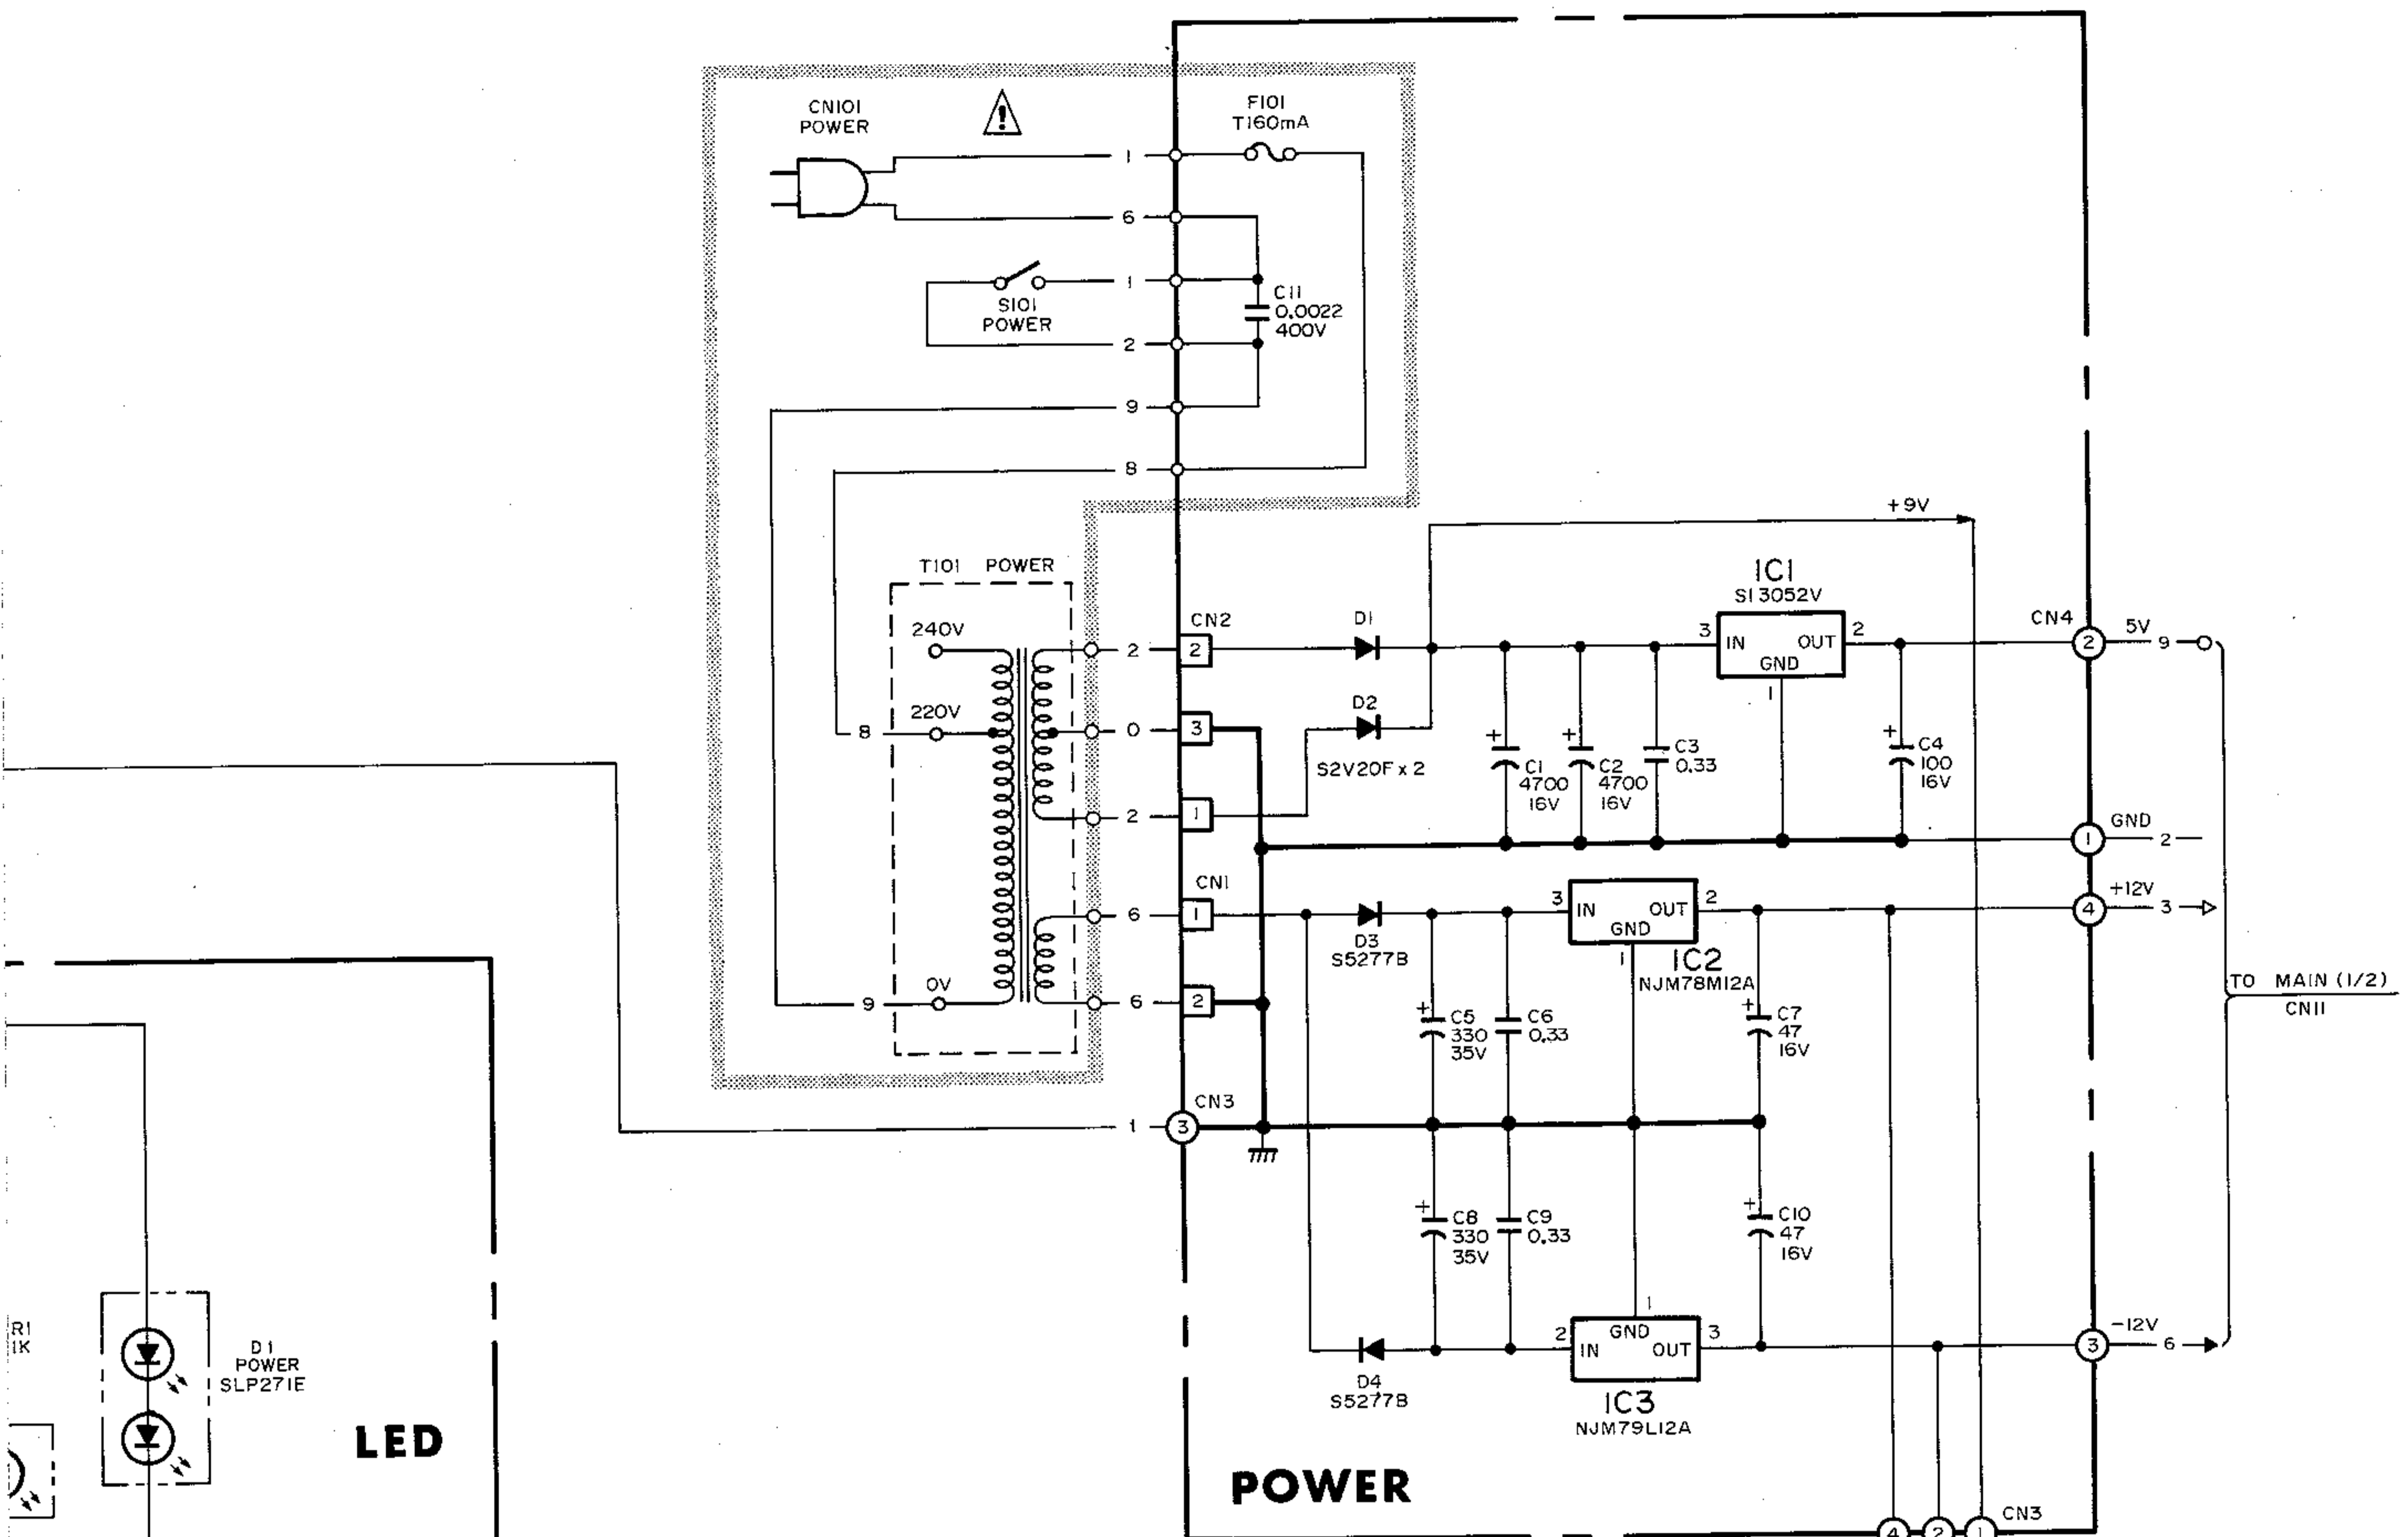 CN101
POWER
F101
T160mA
1
6
1
S101
POWER
2
C11
0.0022
400V
9
8
+9V
T101 POWER
240V
220V
8
0V
9
2
0
2
6
6
CN2
2
3
1
CN1
1
2
D1
D2
S2V20F x 2
IC1
SI3052V
3
IN
OUT
2
GND
1
C1
4700
16V
C2
4700
16V
C3
0.33
C4
100
16V
CN4
2
5V
9
1
GND
2
4
+12V
3
D3
S5277B
3
IN
OUT
2
GND
1
IC2
NJM78M12A
C5
330
35V
C6
0.33
C7
47
16V
TO MAIN (1/2)
CN11
CN3
1
3
C8
330
35V
C9
0.33
C10
47
16V
D4
S5277B
2
IN
GND
1
OUT
3
IC3
NJM79L12A
3
-12V
6
R1
1K
D1
POWER
SLP271E
LED
POWER
4
2
1
CN3